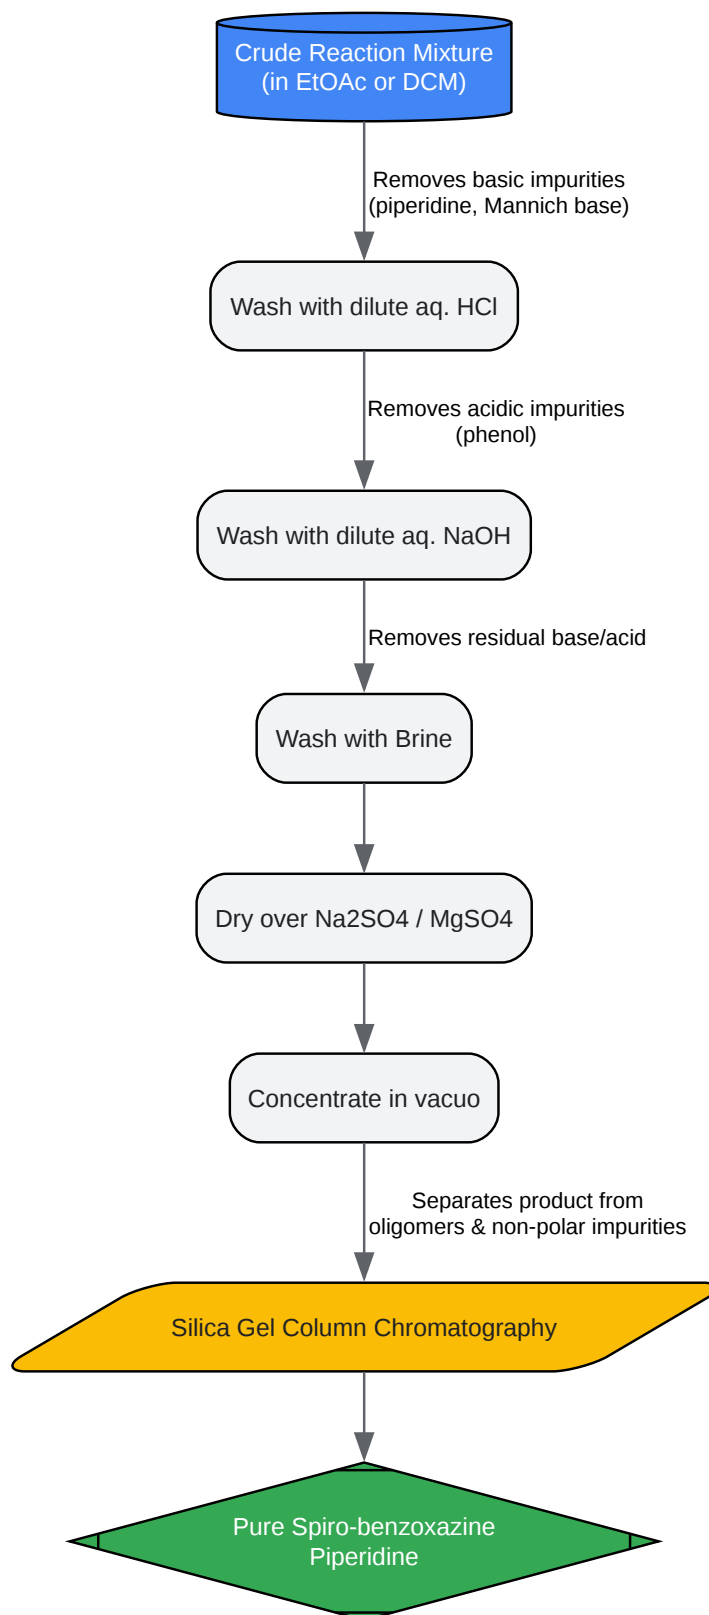 Crude Reaction Mixture
(in EtOAc or DCM)
Removes basic impurities
(piperidine, Mannich base)
Wash with dilute aq. HCl
Removes acidic impurities
(phenol)
Wash with dilute aq. NaOH
Removes residual base/acid
Wash with Brine
Dry over Na2SO4 / MgSO4
Concentrate in vacuo
Separates product from
oligomers & non-polar impurities
Silica Gel Column Chromatography
Pure Spiro-benzoxazine
Piperidine